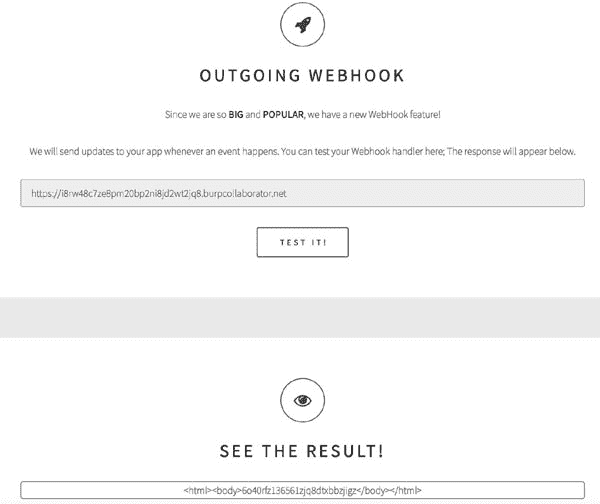 OUTGOING WEBHOOK
Since we are so BIG and POPULAR, we have a new WebHook feature!
We will send updates to your app whenever an event happens. You can test your Webhook handler here; The response will appear below.
https://i8rw48c7ze8pm20bp2ni8jd2wt2jq8.burpcollaborator.net
TEST IT!
SEE THE RESULT!
<html><body>6o40rfz136561zjq8dtxbbzjigz</body></html>